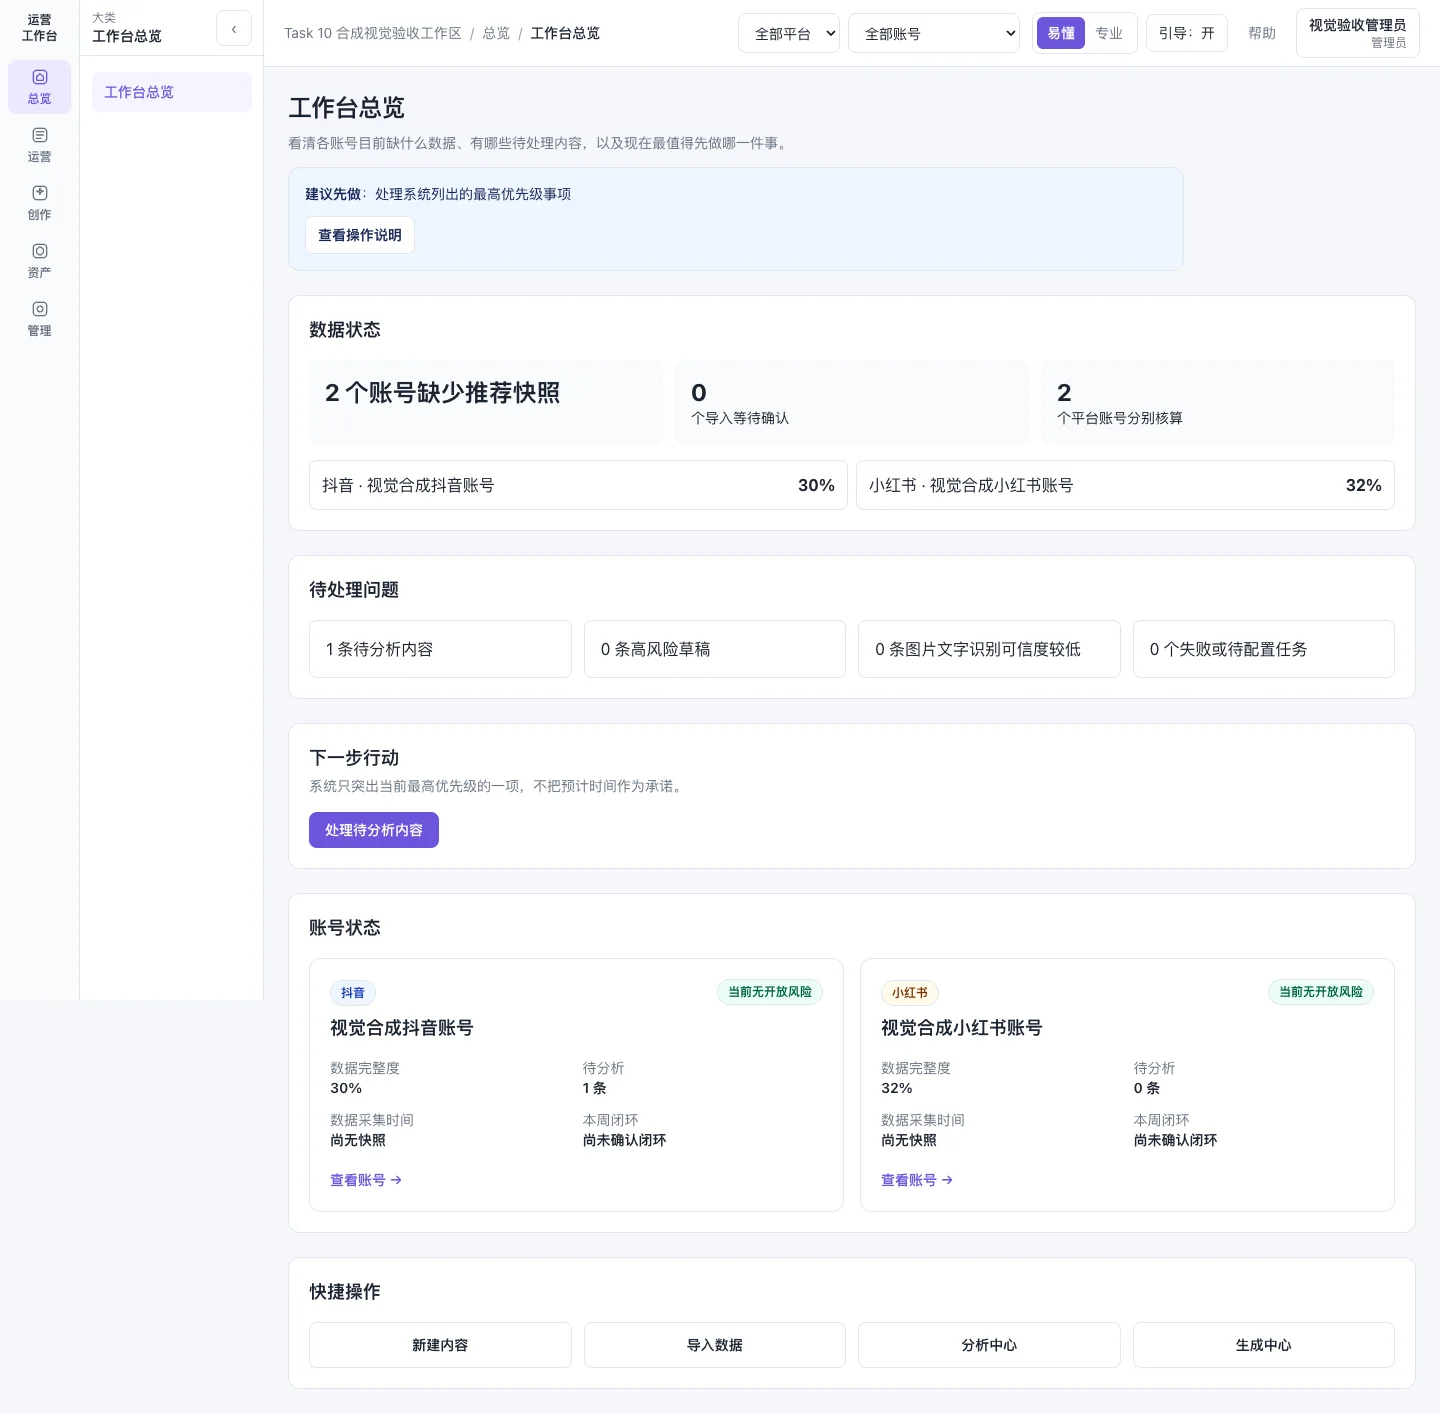 运营
工作台
总览
运营
创作
资产
管理
大类
工作台总览
‹
工作台总览
Task 10 合成视觉验收工作区 / 总览 / 工作台总览
全部平台
全部账号
易懂
专业
引导：开
帮助
视觉验收管理员
管理员
工作台总览
看清各账号目前缺什么数据、有哪些待处理内容，以及现在最值得先做哪一件事。
建议先做：处理系统列出的最高优先级事项
查看操作说明
数据状态
2 个账号缺少推荐快照
0
个导入等待确认
2
个平台账号分别核算
抖音 · 视觉合成抖音账号 30%
小红书 · 视觉合成小红书账号 32%
待处理问题
1 条待分析内容
0 条高风险草稿
0 条图片文字识别可信度较低
0 个失败或待配置任务
下一步行动
系统只突出当前最高优先级的一项，不把预计时间作为承诺。
处理待分析内容
账号状态
抖音
当前无开放风险
视觉合成抖音账号
数据完整度
30%
待分析
1 条
数据采集时间
尚无快照
本周闭环
尚未确认闭环
查看账号 →
小红书
当前无开放风险
视觉合成小红书账号
数据完整度
32%
待分析
0 条
数据采集时间
尚无快照
本周闭环
尚未确认闭环
查看账号 →
快捷操作
新建内容
导入数据
分析中心
生成中心